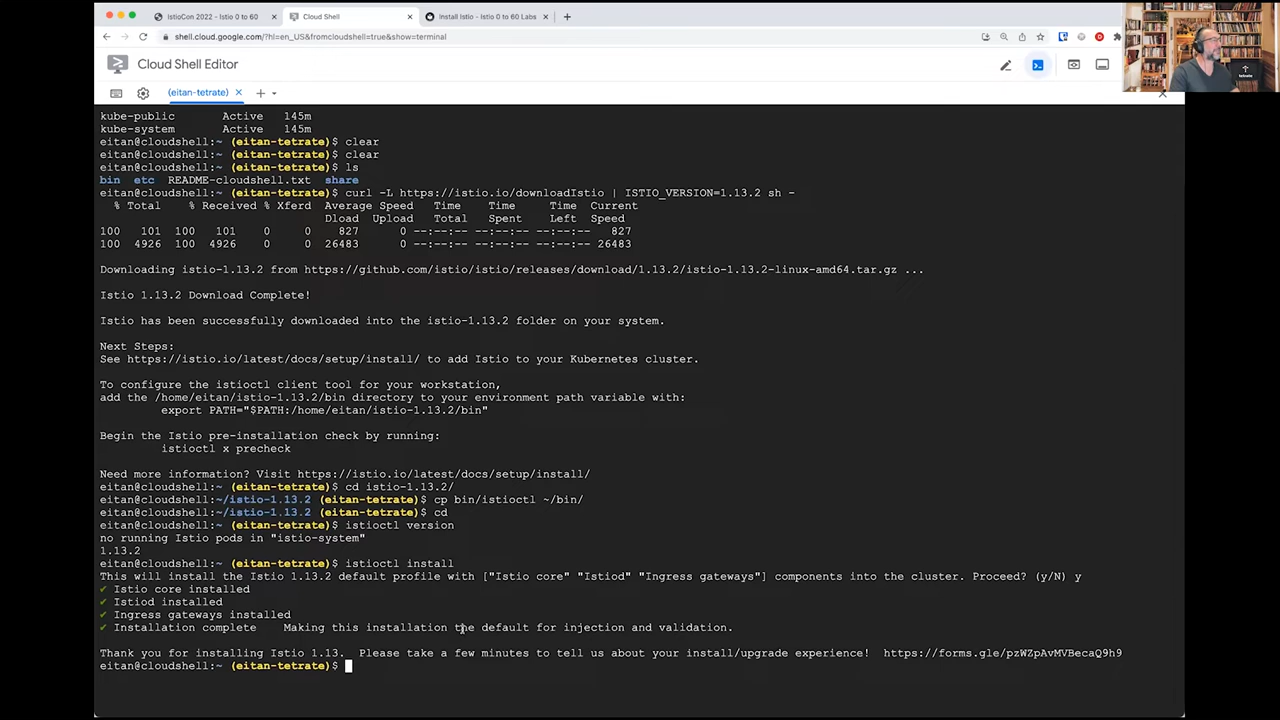 IstioCon 2022 - Istio 0 to 60
Cloud Shell
Install Istio - Istio 0 to 60 Labs
shell.cloud.google.com/?hl=en_US&fromcloudshell=true&show=terminal
Cloud Shell Editor
tetrate
(eitan-tetrate)
kube-public Active 145m
kube-system Active 145m
eitan@cloudshell:~ (eitan-tetrate)$ clear
eitan@cloudshell:~ (eitan-tetrate)$ clear
eitan@cloudshell:~ (eitan-tetrate)$ ls
bin etc README-cloudshell.txt share
eitan@cloudshell:~ (eitan-tetrate)$ curl -L https://istio.io/downloadIstio | ISTIO_VERSION=1.13.2 sh -
% Total % Received % Xferd Average Speed Time Time Time Current
Dload Upload Total Spent Left Speed
100 101 100 101 0 0 827 0 --:--:-- --:--:-- --:--:-- 827
100 4926 100 4926 0 0 26483 0 --:--:-- --:--:-- --:--:-- 26483
Downloading istio-1.13.2 from https://github.com/istio/istio/releases/download/1.13.2/istio-1.13.2-linux-amd64.tar.gz ...
Istio 1.13.2 Download Complete!
Istio has been successfully downloaded into the istio-1.13.2 folder on your system.
Next Steps:
See https://istio.io/latest/docs/setup/install/ to add Istio to your Kubernetes cluster.
To configure the istioctl client tool for your workstation,
add the /home/eitan/istio-1.13.2/bin directory to your environment path variable with:
export PATH="$PATH:/home/eitan/istio-1.13.2/bin"
Begin the Istio pre-installation check by running:
istioctl x precheck
Need more information? Visit https://istio.io/latest/docs/setup/install/
eitan@cloudshell:~ (eitan-tetrate)$ cd istio-1.13.2/
eitan@cloudshell:~/istio-1.13.2 (eitan-tetrate)$ cp bin/istioctl ~/bin/
eitan@cloudshell:~/istio-1.13.2 (eitan-tetrate)$ cd
eitan@cloudshell:~ (eitan-tetrate)$ istioctl version
no running Istio pods in "istio-system"
1.13.2
eitan@cloudshell:~ (eitan-tetrate)$ istioctl install
This will install the Istio 1.13.2 default profile with ["Istio core" "Istiod" "Ingress gateways"] components into the cluster. Proceed? (y/N) y
✔ Istio core installed
✔ Istiod installed
✔ Ingress gateways installed
✔ Installation complete Making this installation the default for injection and validation.
Thank you for installing Istio 1.13. Please take a few minutes to tell us about your install/upgrade experience! https://forms.gle/pzWZpAvMVBecaQ9h9
eitan@cloudshell:~ (eitan-tetrate)$